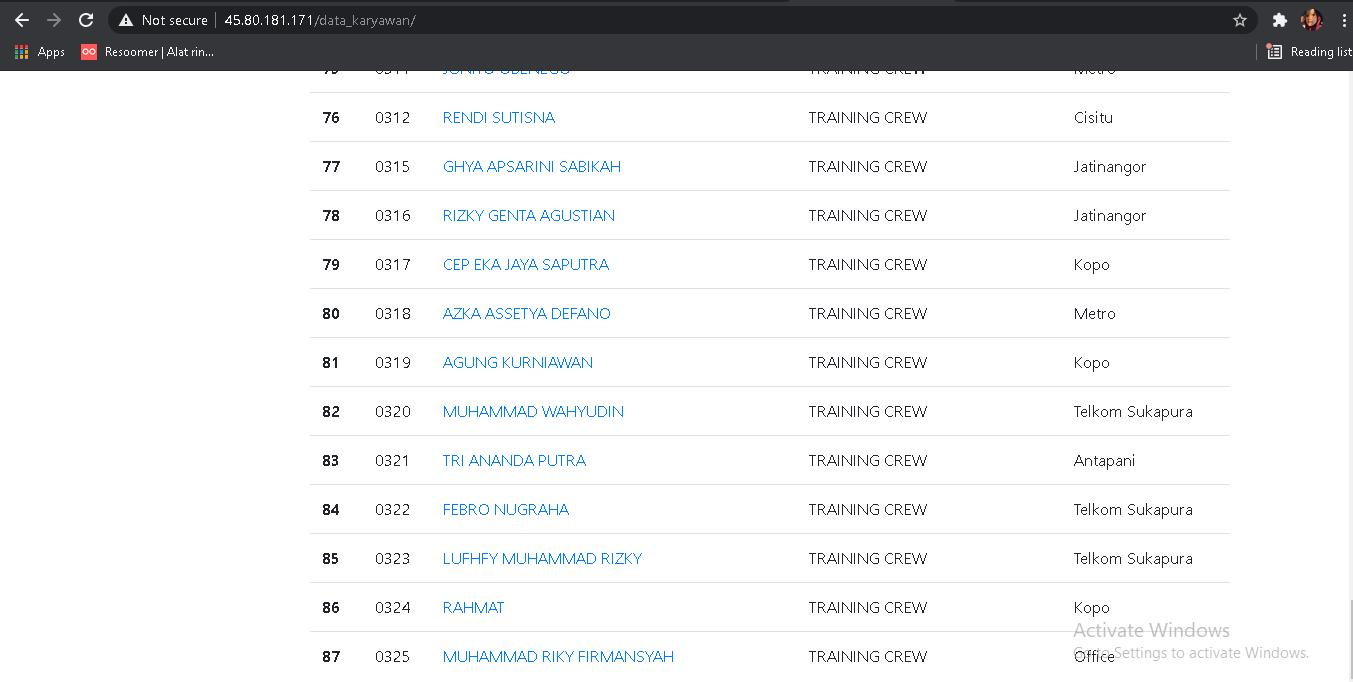 Not secure | 45.80.181.171/data_karyawan/
Apps Resoomer | Alat rin... Reading list
76 0312 RENDI SUTISNA TRAINING CREW Cisitu
77 0315 GHYA APSARINI SABIKAH TRAINING CREW Jatinangor
78 0316 RIZKY GENTA AGUSTIAN TRAINING CREW Jatinangor
79 0317 CEP EKA JAYA SAPUTRA TRAINING CREW Kopo
80 0318 AZKA ASSETYA DEFANO TRAINING CREW Metro
81 0319 AGUNG KURNIAWAN TRAINING CREW Kopo
82 0320 MUHAMMAD WAHYUDIN TRAINING CREW Telkom Sukapura
83 0321 TRI ANANDA PUTRA TRAINING CREW Antapani
84 0322 FEBRO NUGRAHA TRAINING CREW Telkom Sukapura
85 0323 LUFHFY MUHAMMAD RIZKY TRAINING CREW Telkom Sukapura
86 0324 RAHMAT TRAINING CREW Kopo
Activate Windows
87 0325 MUHAMMAD RIKY FIRMANSYAH TRAINING CREW Office
Go to Settings to activate Windows.